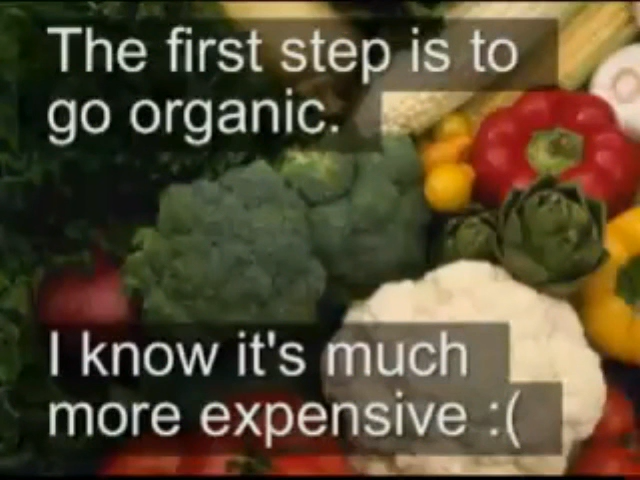 The first step is to
go organic.
I know it's much
more expensive :(